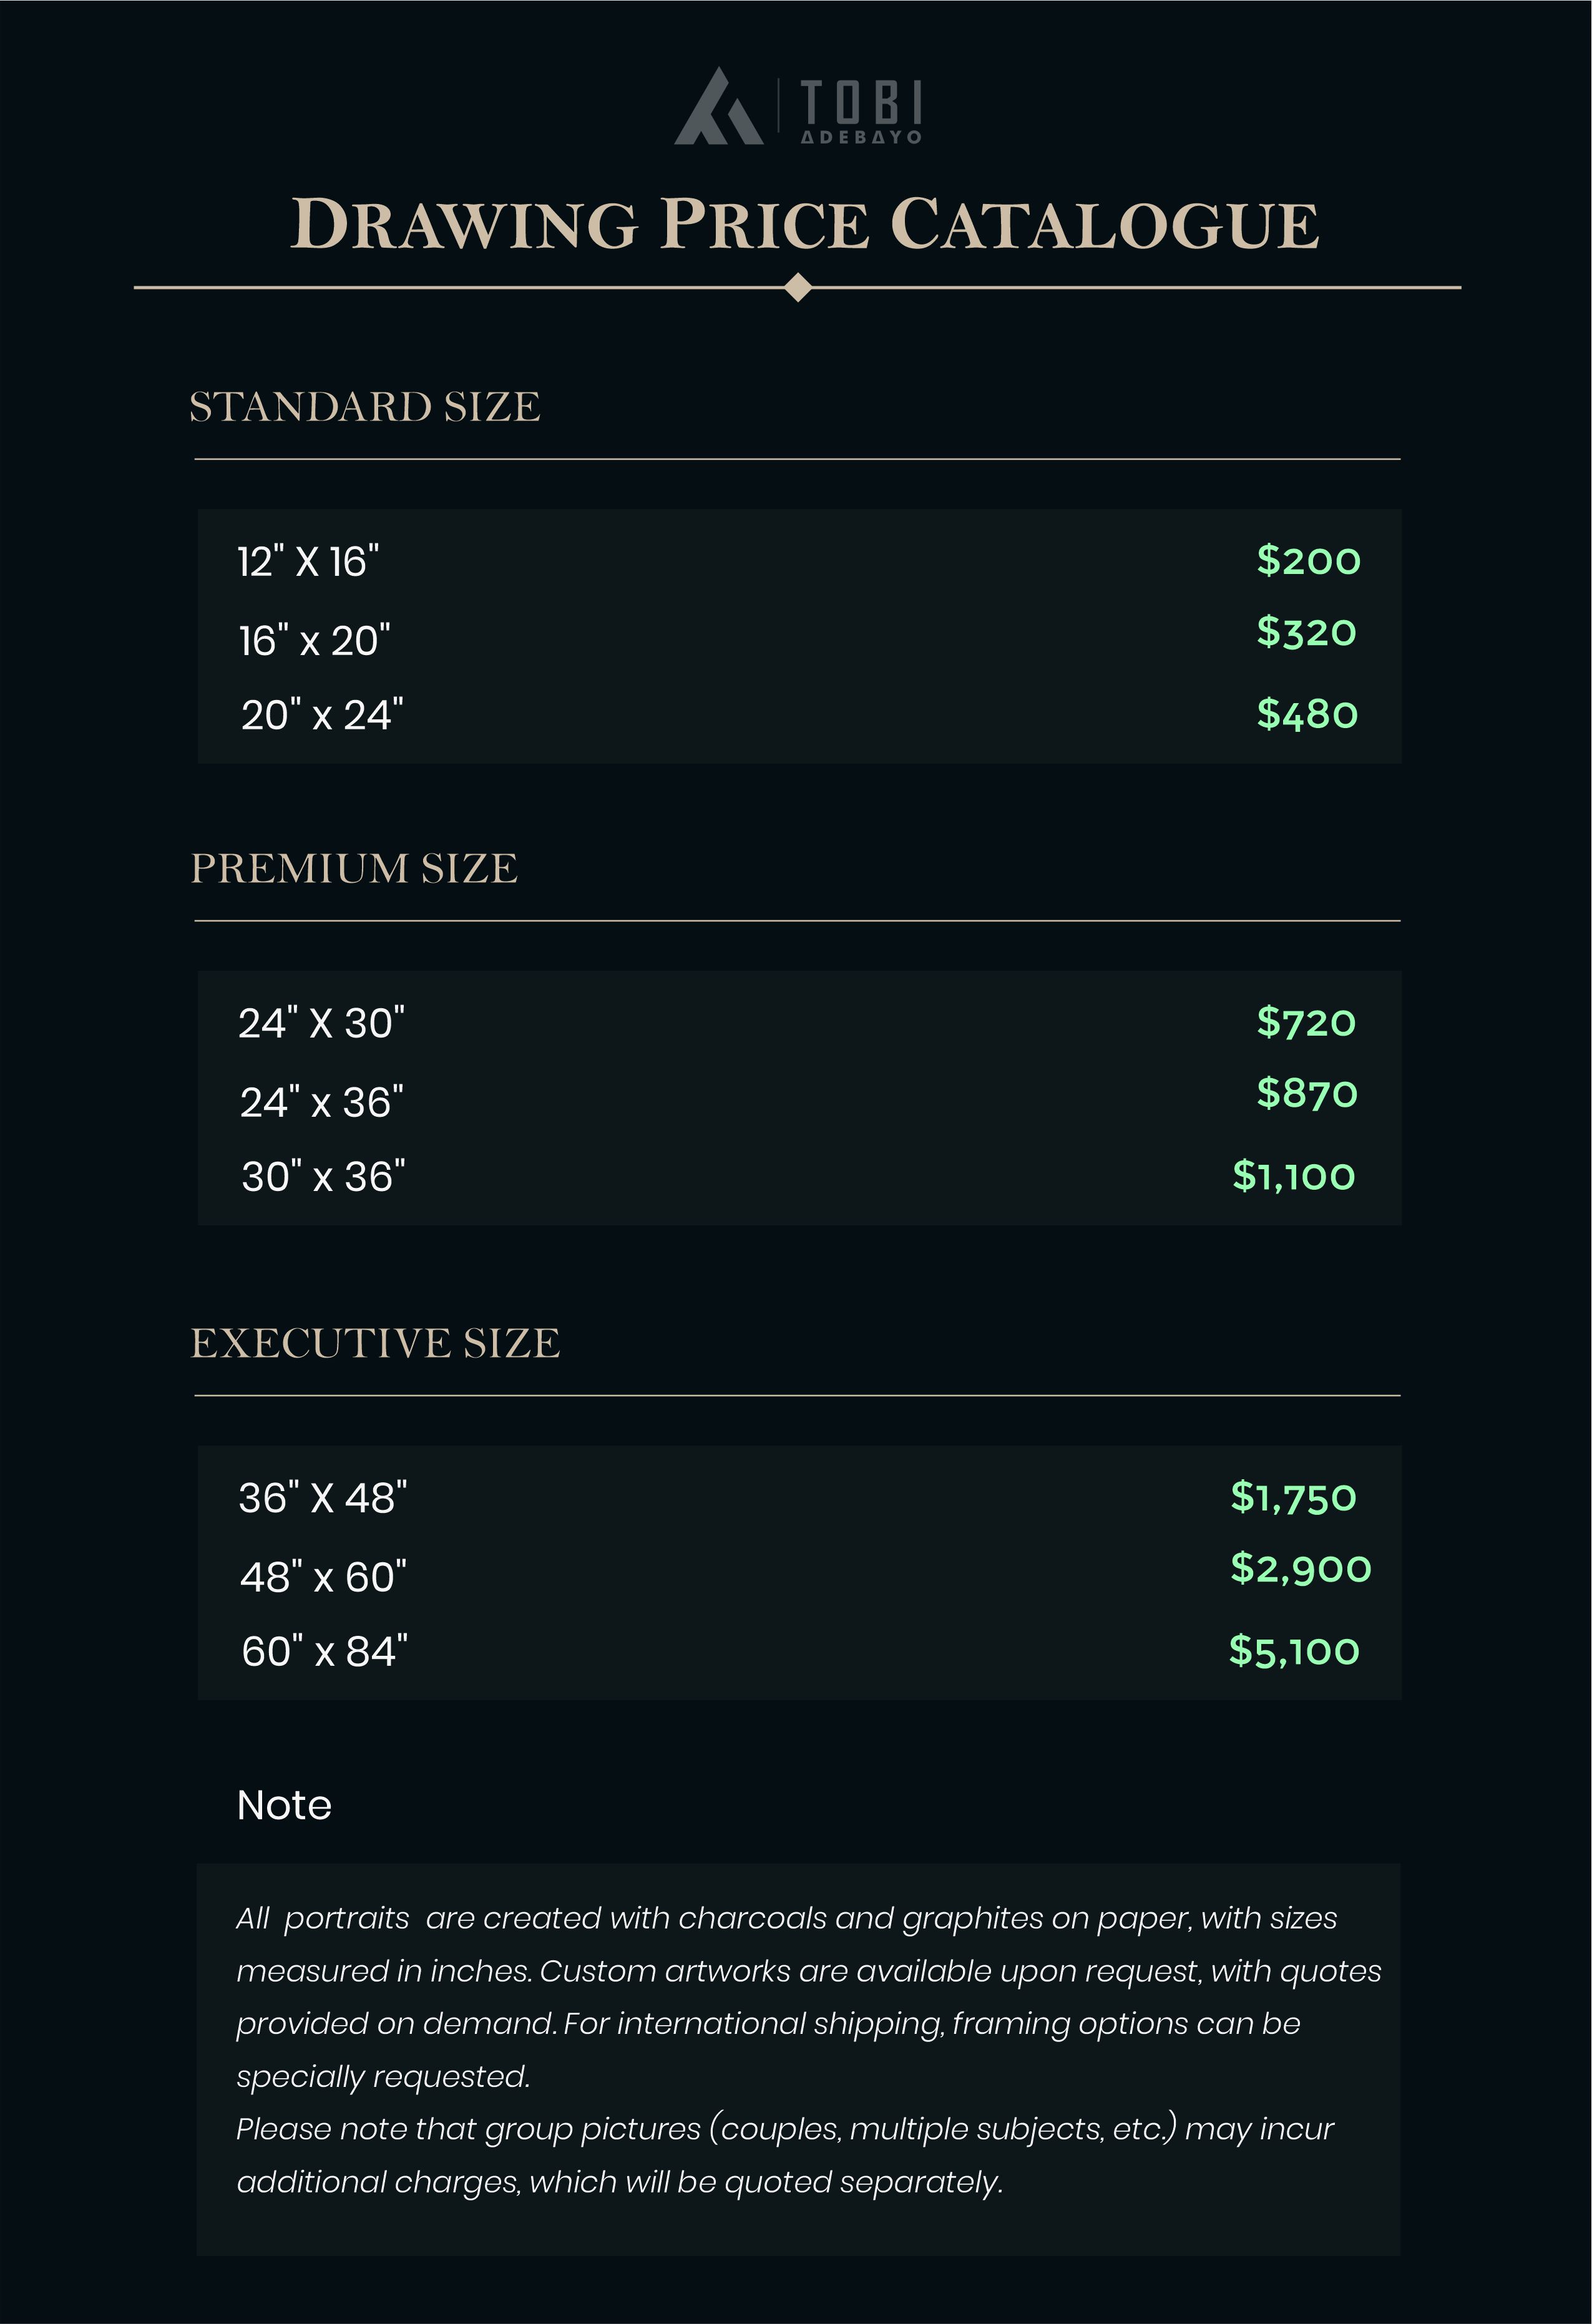 TOBI
ADEBAYO
DRAWING PRICE CATALOGUE
STANDARD SIZE
12" X 16" $200
16" x 20" $320
20" x 24" $480
PREMIUM SIZE
24" X 30" $720
24" x 36" $870
30" x 36" $1,100
EXECUTIVE SIZE
36" X 48" $1,750
48" x 60" $2,900
60" x 84" $5,100
Note
All portraits are created with charcoals and graphites on paper, with sizes
measured in inches. Custom artworks are available upon request, with quotes
provided on demand. For international shipping, framing options can be
specially requested.
Please note that group pictures (couples, multiple subjects, etc.) may incur
additional charges, which will be quoted separately.